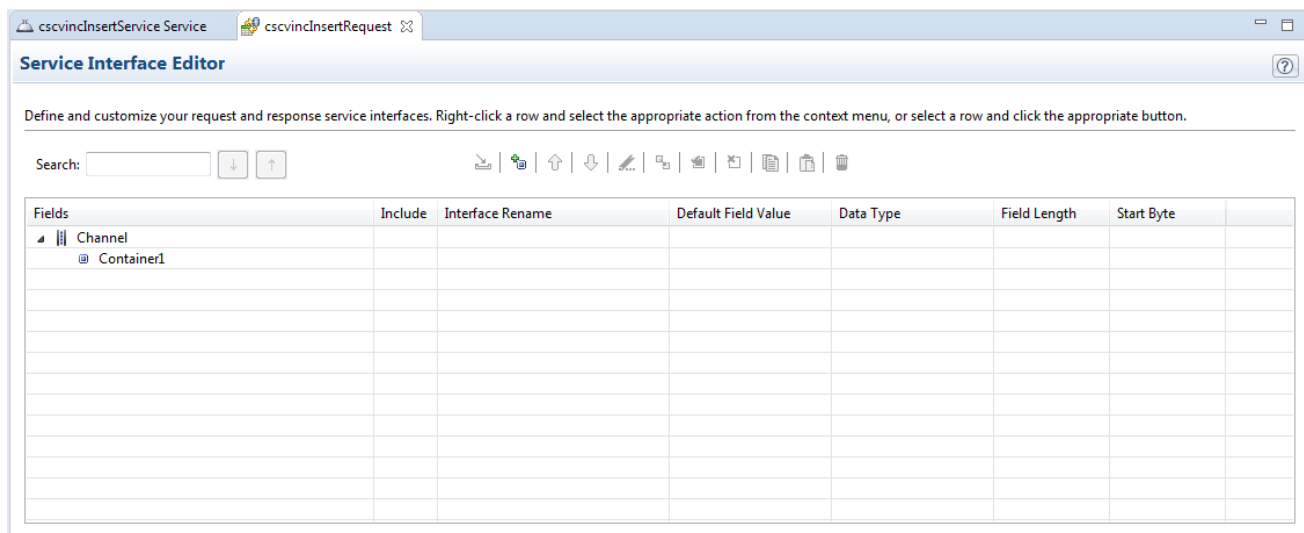 cscvincInsertService Service cscvincInsertRequest
Service Interface Editor
Define and customize your request and response service interfaces. Right-click a row and select the appropriate action from the context menu, or select a row and click the appropriate button.
Search:
Fields Include Interface Rename Default Field Value Data Type Field Length Start Byte
Channel
Container1